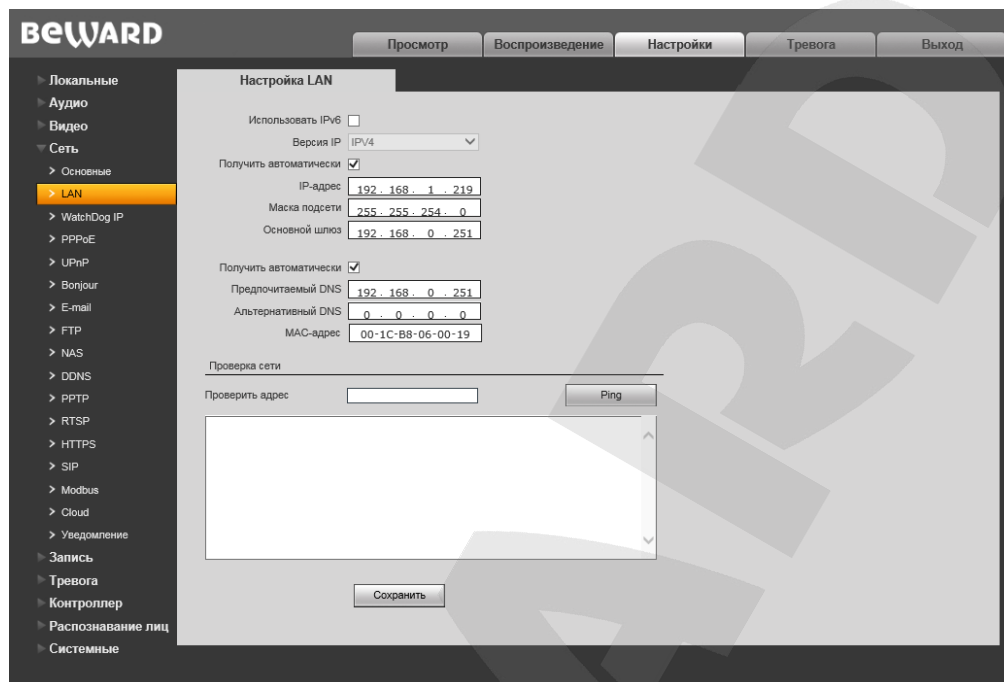 BEWARD
Просмотр
Воспроизведение
Настройки
Тревога
Выход
Локальные
Аудио
Видео
Сеть
Основные
LAN
WatchDog IP
PPPoE
UPnP
Bonjour
E-mail
FTP
NAS
DDNS
PPTP
RTSP
HTTPS
SIP
Modbus
Cloud
Уведомление
Запись
Тревога
Контроллер
Распознавание лиц
Системные
Настройка LAN
Использовать IPv6
Версия IP IPV4
Получить автоматически
IP-адрес 192 . 168 . 1 . 219
Маска подсети 255 . 255 . 254 . 0
Основной шлюз 192 . 168 . 0 . 251
Получить автоматически
Предпочитаемый DNS 192 . 168 . 0 . 251
Альтернативный DNS 0 . 0 . 0 . 0
MAC-адрес 00-1C-B8-06-00-19
Проверка сети
Проверить адрес Ping
Сохранить